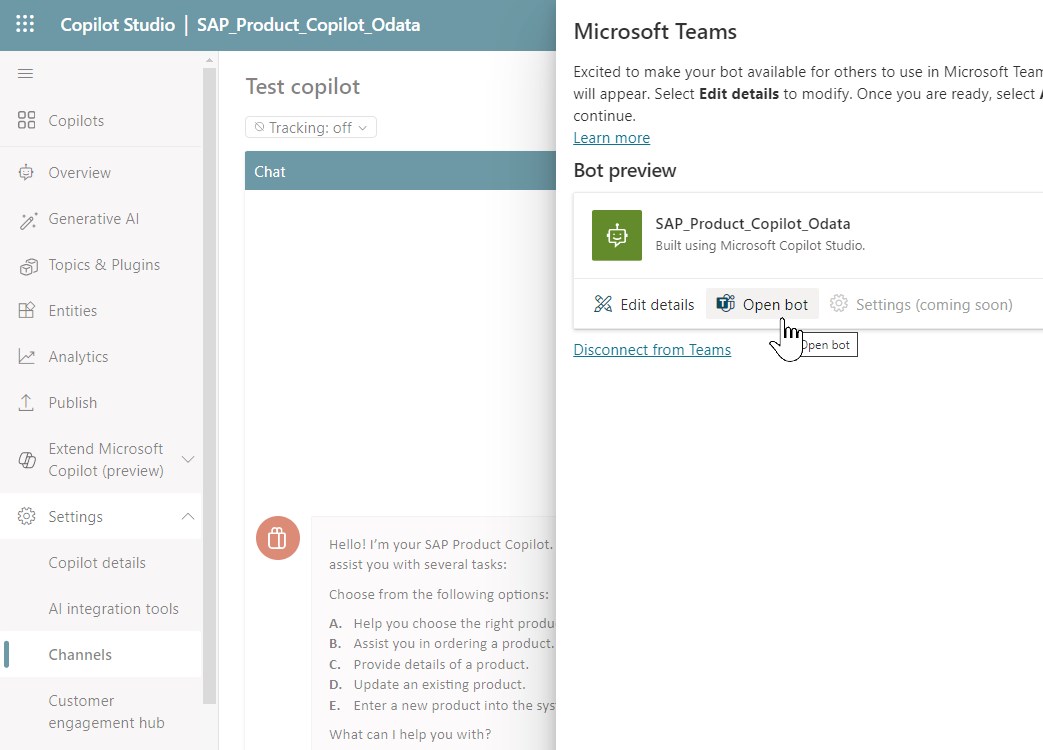 Copilot Studio | SAP_Product_Copilot_Odata
Copilots
Overview
Generative AI
Topics & Plugins
Entities
Analytics
Publish
Extend Microsoft
Copilot (preview)
Settings
Copilot details
AI integration tools
Channels
Customer
engagement hub
Test copilot
Tracking: off
Chat
Hello! I'm your SAP Product Copilot.
assist you with several tasks:
Choose from the following options:
A. Help you choose the right produ
B. Assist you in ordering a product.
C. Provide details of a product.
D. Update an existing product.
E. Enter a new product into the sys
What can I help you with?
Microsoft Teams
Excited to make your bot available for others to use in Microsoft Team
will appear. Select Edit details to modify. Once you are ready, select A
continue.
Learn more
Bot preview
SAP_Product_Copilot_Odata
Built using Microsoft Copilot Studio.
Edit details Open bot Settings (coming soon)
Open bot
Disconnect from Teams